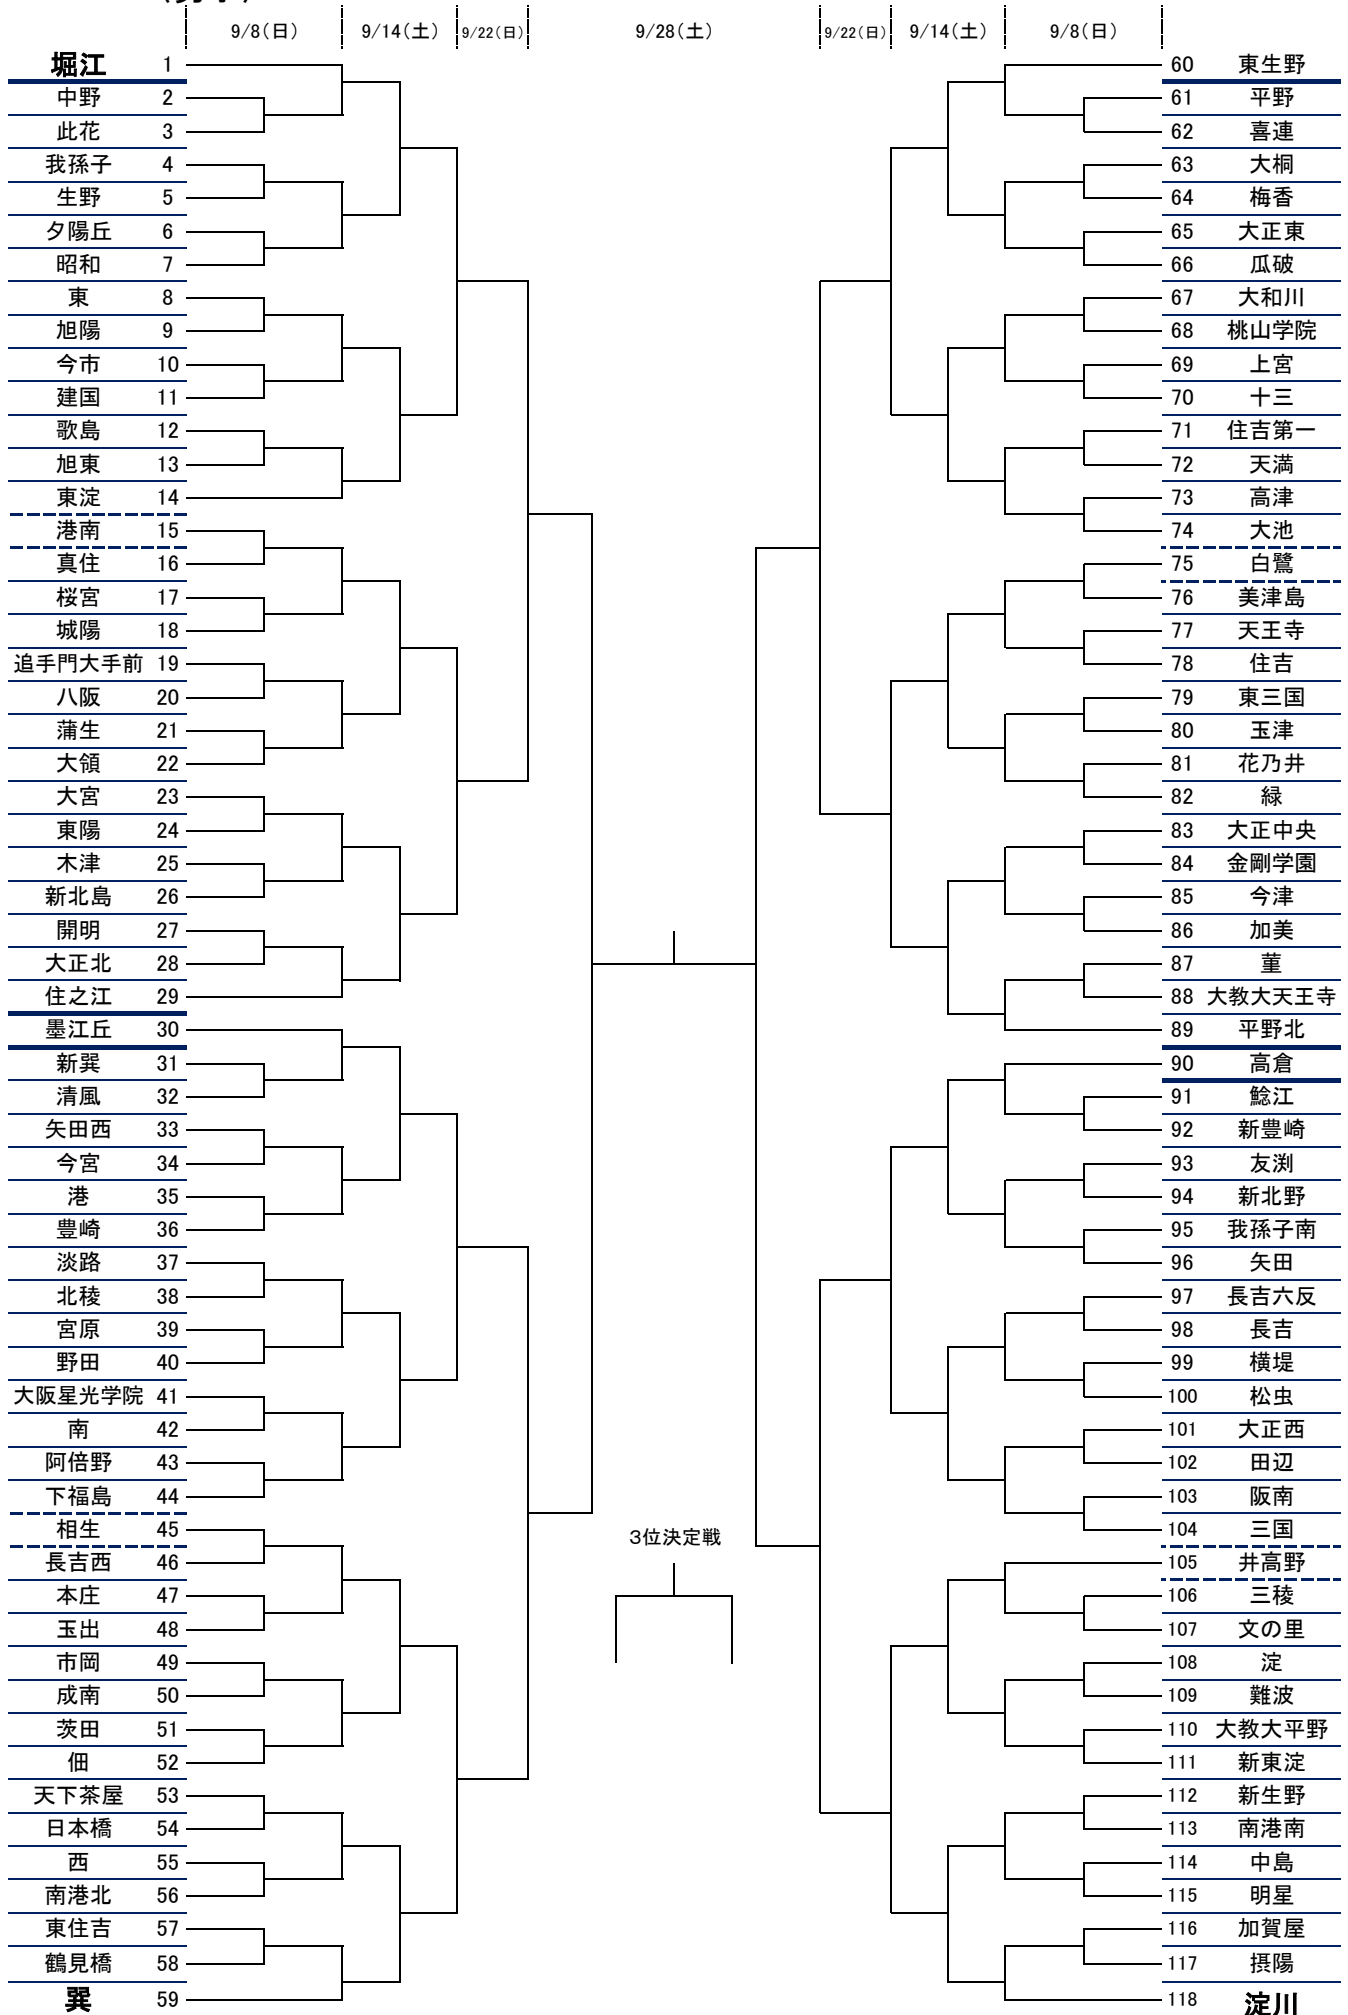 9/8(日) 9/14(土) 9/22(日) 9/28(土) 9/22(日) 9/14(土) 9/8(日)
堀江 1 60 東生野
中野 2 61 平野
此花 3 62 喜連
我孫子 4 63 大桐
生野 5 64 梅香
夕陽丘 6 65 大正東
昭和 7 66 瓜破
東 8 67 大和川
旭陽 9 68 桃山学院
今市 10 69 上宮
建国 11 70 十三
歌島 12 71 住吉第一
旭東 13 72 天満
東淀 14 73 高津
港南 15 74 大池
真住 16 75 白鷺
桜宮 17 76 美津島
城陽 18 77 天王寺
追手門大手前 19 78 住吉
八阪 20 79 東三国
蒲生 21 80 玉津
大領 22 81 花乃井
大宮 23 82 緑
東陽 24 83 大正中央
木津 25 84 金剛学園
新北島 26 85 今津
開明 27 86 加美
大正北 28 87 菫
住之江 29 88 大教大天王寺
墨江丘 30 89 平野北
新巽 31 90 高倉
清風 32 91 鯰江
矢田西 33 92 新豊崎
今宮 34 93 友渕
港 35 94 新北野
豊崎 36 95 我孫子南
淡路 37 96 矢田
北稜 38 97 長吉六反
宮原 39 98 長吉
野田 40 99 横堤
大阪星光学院 41 100 松虫
南 42 101 大正西
阿倍野 43 102 田辺
下福島 44 103 阪南
相生 45 3位決定戦 104 三国
長吉西 46 105 井高野
本庄 47 106 三稜
玉出 48 107 文の里
市岡 49 108 淀
成南 50 109 難波
茨田 51 110 大教大平野
佃 52 111 新東淀
天下茶屋 53 112 新生野
日本橋 54 113 南港南
西 55 114 中島
南港北 56 115 明星
東住吉 57 116 加賀屋
鶴見橋 58 117 摂陽
巽 59 118 淀川